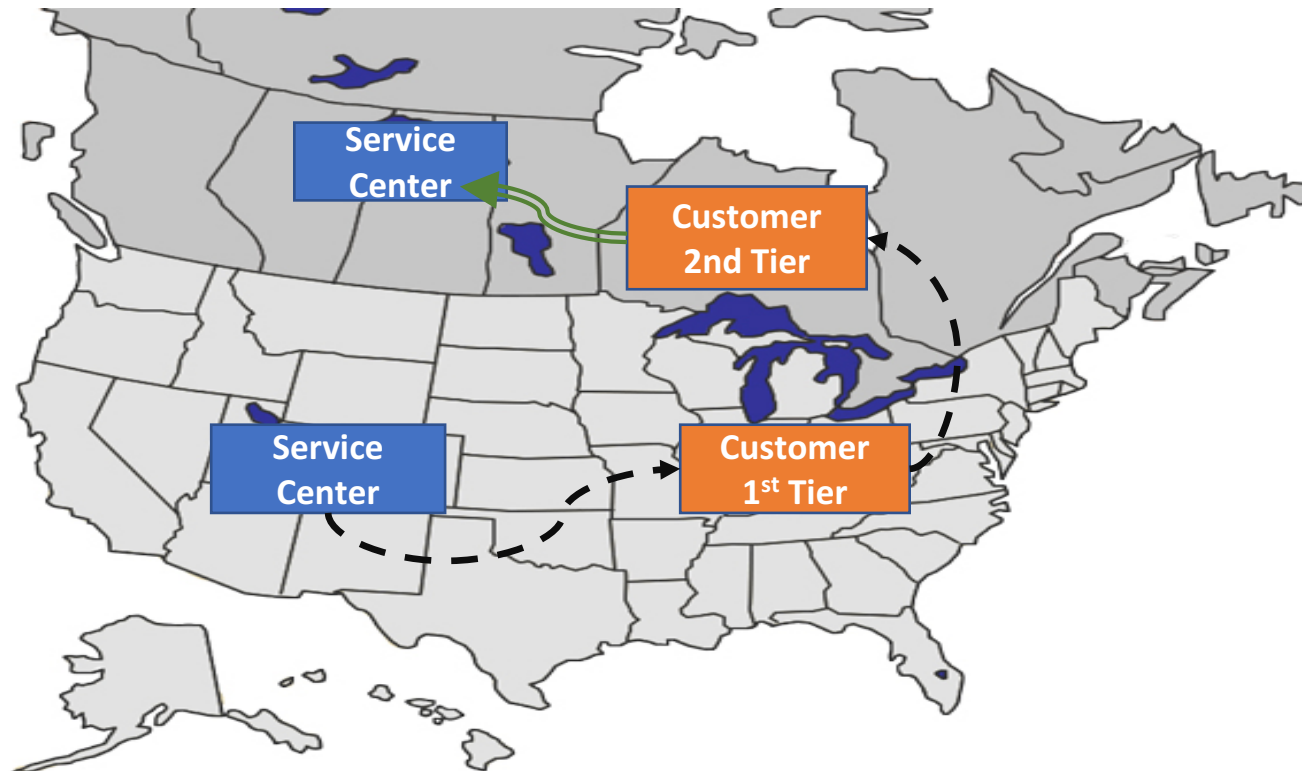 Service
Center
Customer
2nd Tier
Service
Center
Customer
1st Tier